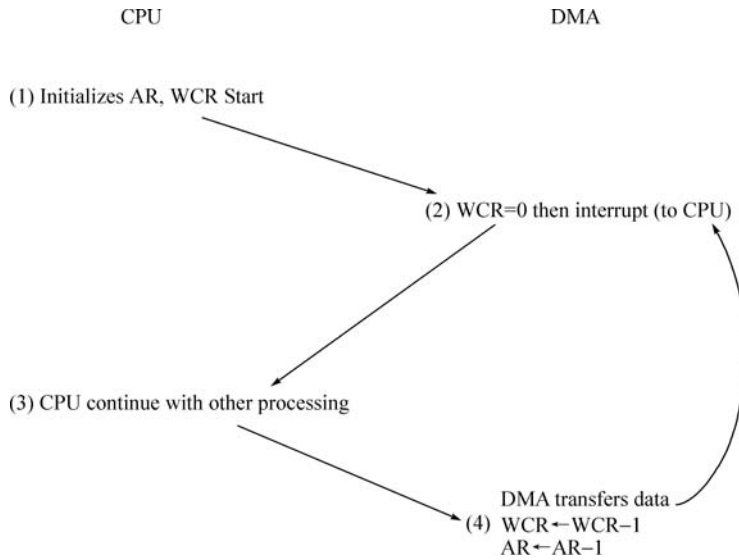 CPU
DMA
(1) Initializes AR, WCR Start
(2) WCR=0 then interrupt (to CPU)
(3) CPU continue with other processing
DMA transfers data
(4) WCR←WCR–1
AR←AR–1